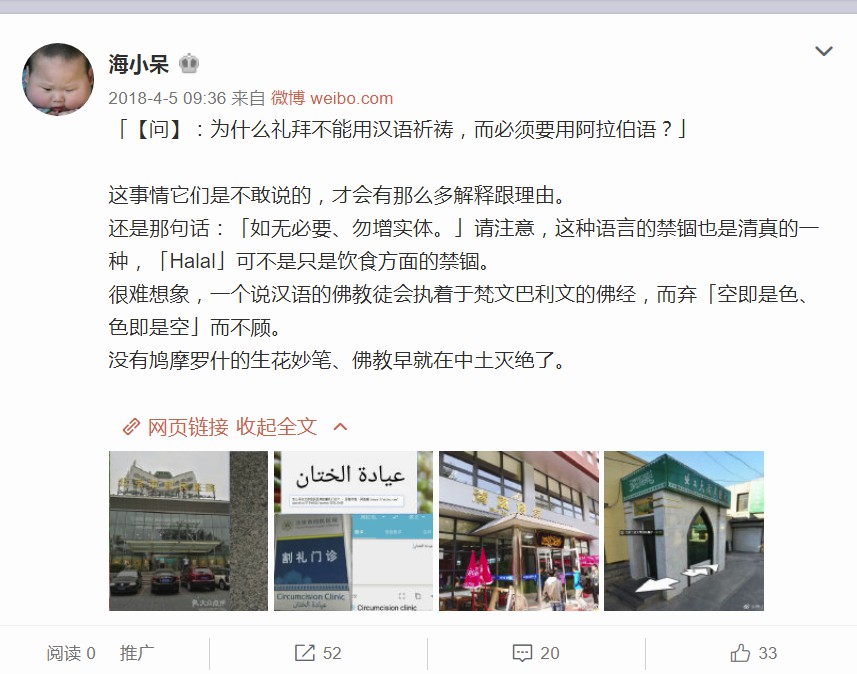 海小呆
2018-4-5 09:36 来自 微博 weibo.com
「【问】：为什么礼拜不能用汉语祈祷，而必须要用阿拉伯语？」
这事情它们是不敢说的，才会有那么多解释跟理由。
还是那句话：「如无必要、勿增实体。」请注意，这种语言的禁锢也是清真的一
种，「Halal」可不是只是饮食方面的禁锢。
很难想象，一个说汉语的佛教徒会执着于梵文巴利文的佛经，而弃「空即是色、
色即是空」而不顾。
没有鸠摩罗什的生花妙笔、佛教早就在中土灭绝了。
网页链接 收起全文
عيادة الختان
割礼门诊
Circumcision Clinic
عيادة الختان
Circumcision clinic
大众点评
阅读 0 推广 52 20 33